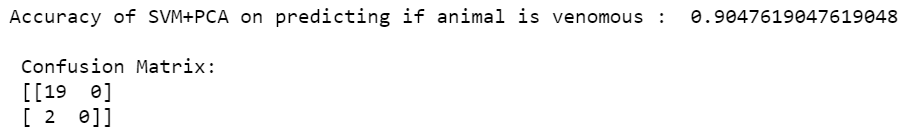 Accuracy of SVM+PCA on predicting if animal is venomous :  0.9047619047619048
Confusion Matrix:
[[19  0]
[ 2  0]]